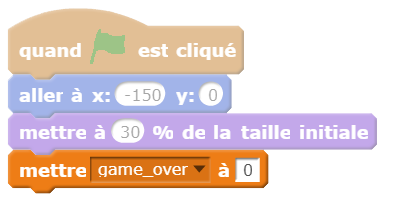 quand est cliqué
aller à x: -150 y: 0
mettre à 30 % de la taille initiale
mettre game_over à 0